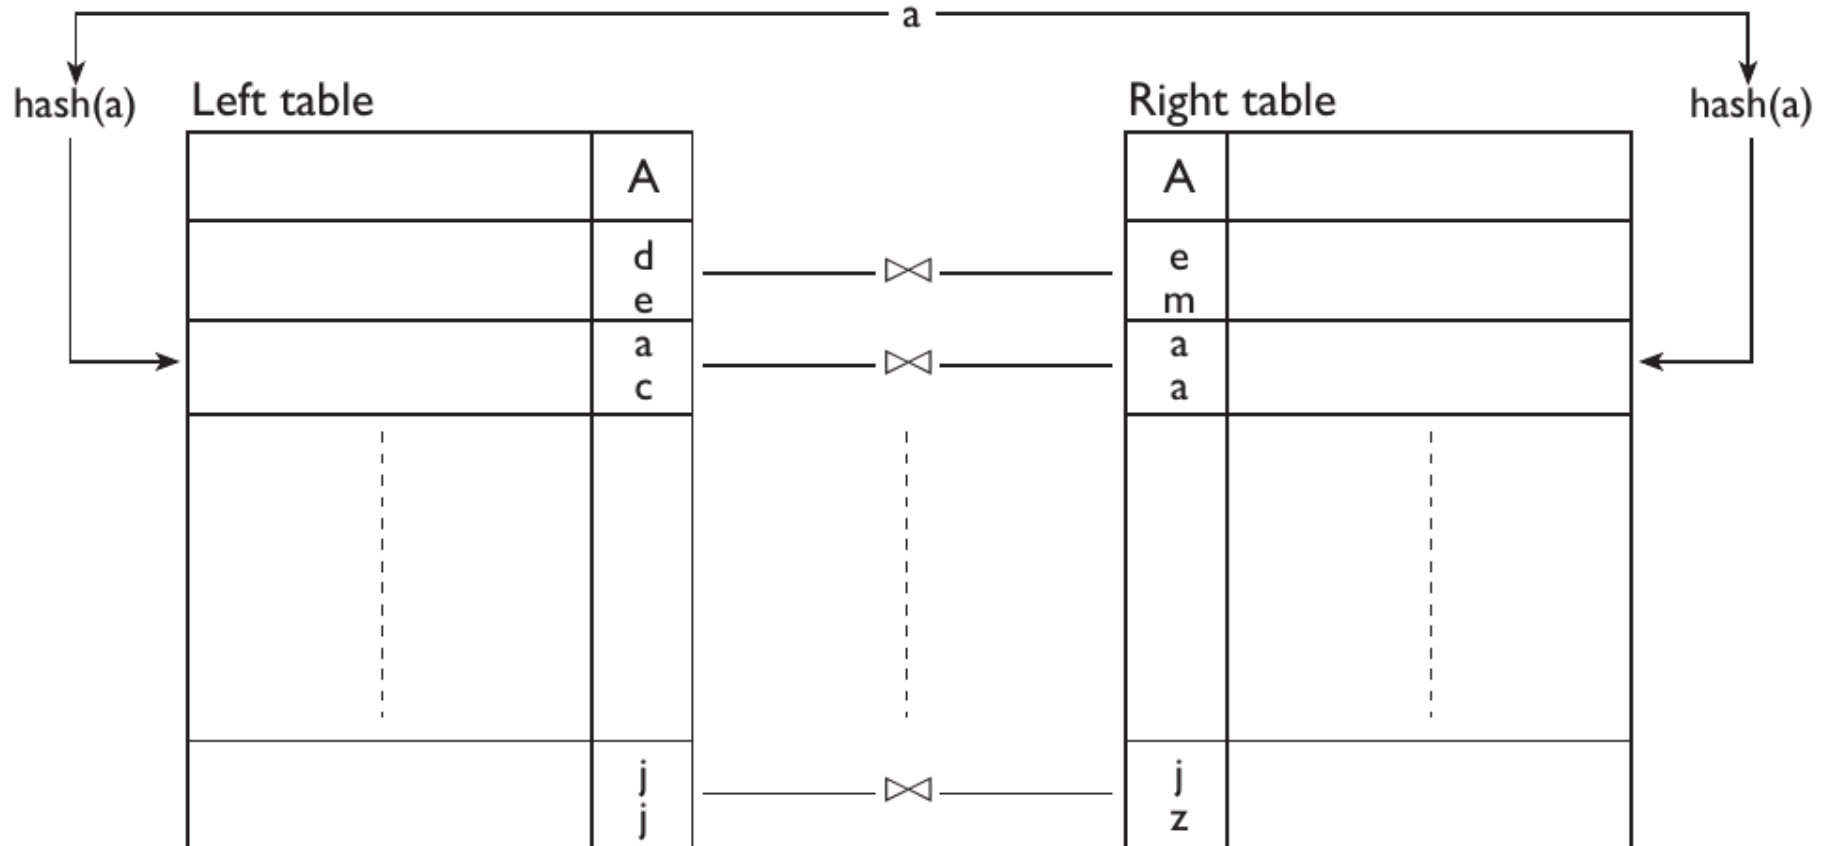 a
hash(a) Left table Right table hash(a)
A A
d e
e m
a a
c a
j j
j z